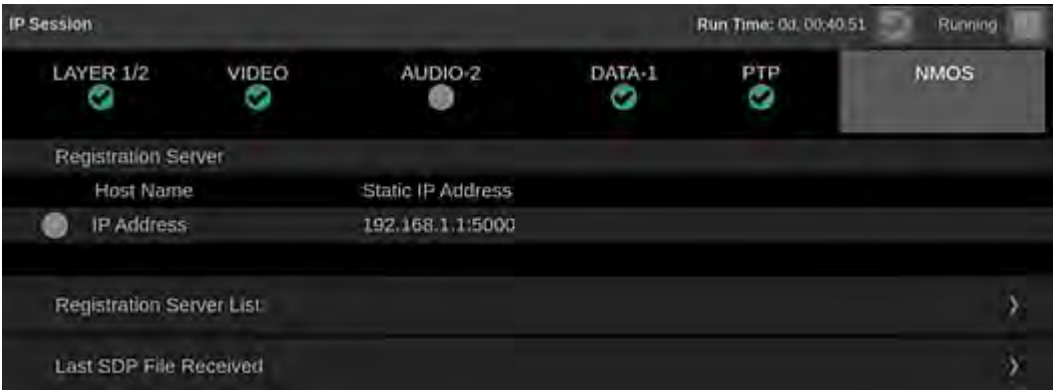 IP Session Run Time: 0d, 00:40.51 Running
LAYER 1/2 VIDEO AUDIO-2 DATA-1 PTP NMOS
Registration Server
Host Name Static IP Address
IP Address 192.168.1.1:5000
Registration Server List
Last SDP File Received